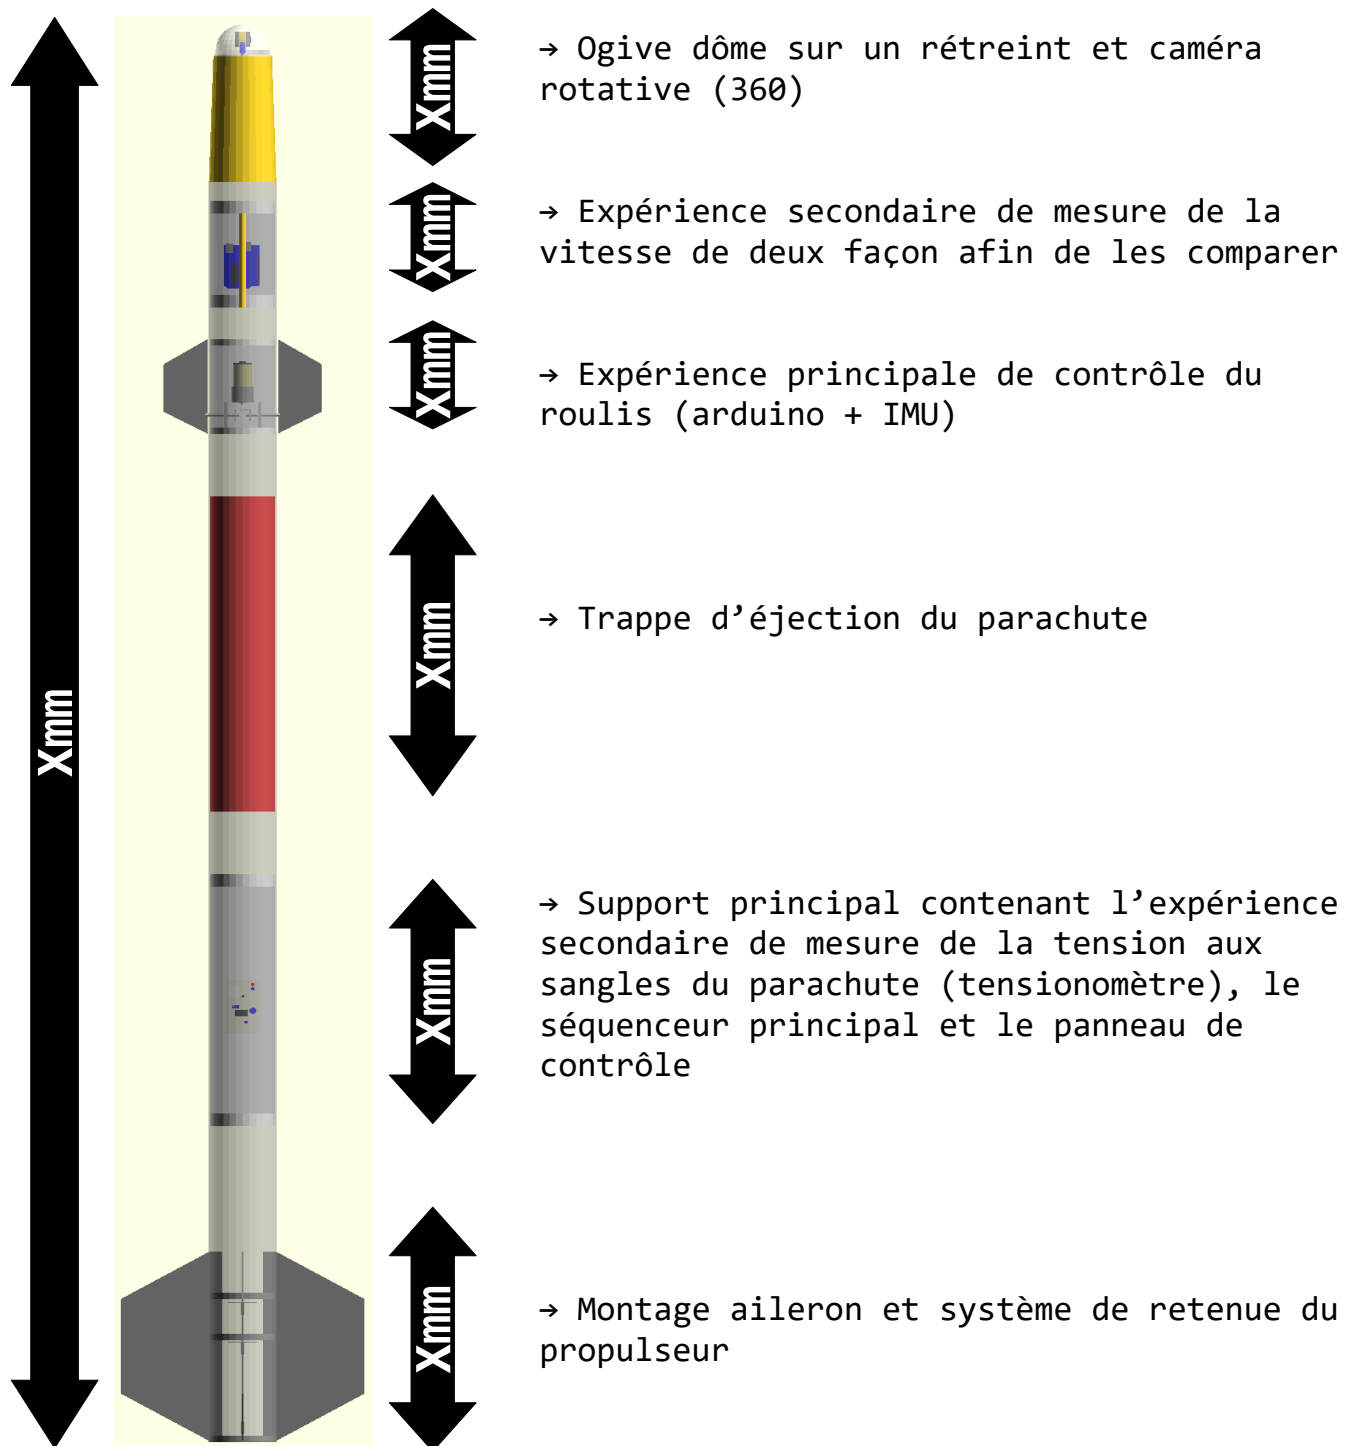 Xmm
→ Ogive dôme sur un rétreint et caméra
rotative (360)
Xmm
→ Expérience secondaire de mesure de la
vitesse de deux façon afin de les comparer
Xmm
→ Expérience principale de contrôle du
roulis (arduino + IMU)
Xmm
→ Trappe d’éjection du parachute
Xmm
Xmm
→ Support principal contenant l’expérience
secondaire de mesure de la tension aux
sangles du parachute (tensionomètre), le
séquenceur principal et le panneau de
contrôle
Xmm
→ Montage aileron et système de retenue du
propulseur